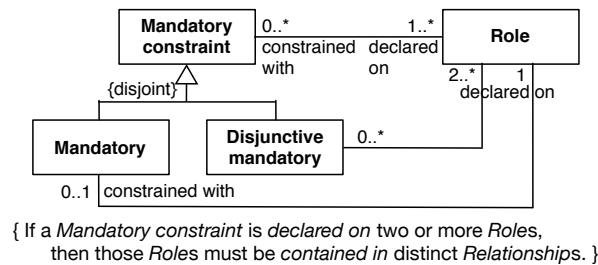 Mandatory
constraint
0..*
1..*
Role
constrained
with
declared
on
{disjoint}
2..*
1
declared on
Mandatory
Disjunctive
mandatory
0..*
0..1
constrained with
{ If a Mandatory constraint is declared on two or more Roles,
then those Roles must be contained in distinct Relationships. }